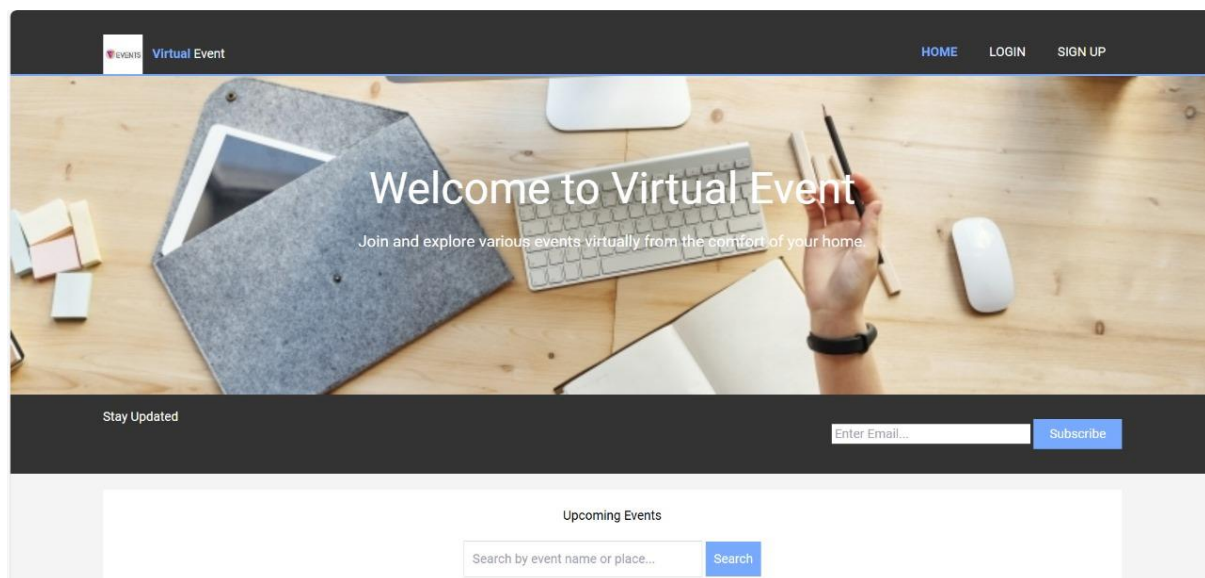 EVENTS
Virtual Event
HOME
LOGIN
SIGN UP
Welcome to Virtual Event
Join and explore various events virtually from the comfort of your home.
Stay Updated
Enter Email...
Subscribe
Upcoming Events
Search by event name or place...
Search